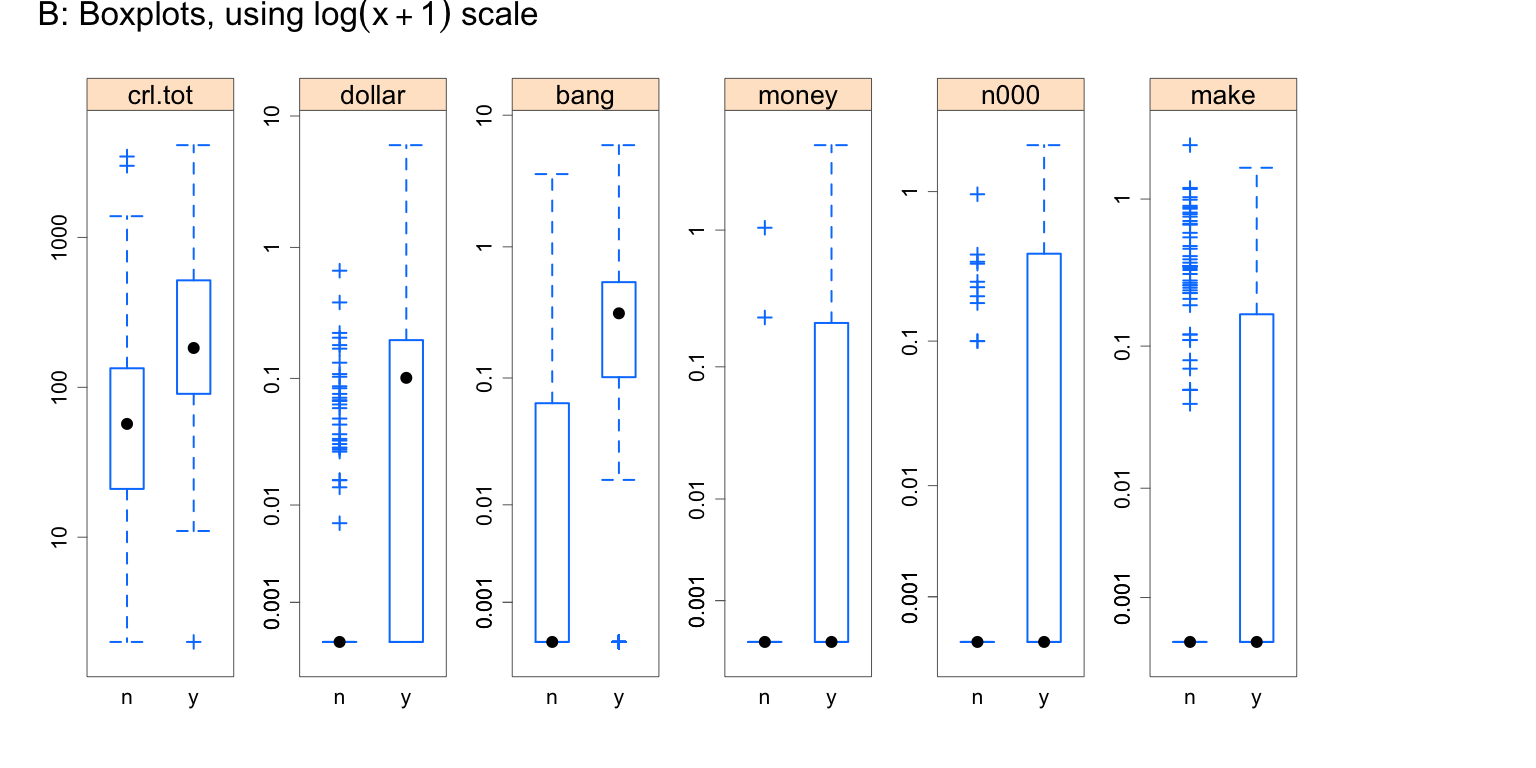 B: Boxplots, using log(x + 1) scale
crl.tot dollar bang money n000 make
10 100 1000
0.001 0.01 0.1 1 10
0.001 0.01 0.1 1 10
0.001 0.01 0.1 1
0.001 0.01 0.1 1
0.001 0.01 0.1 1
n y n y n y n y n y n y